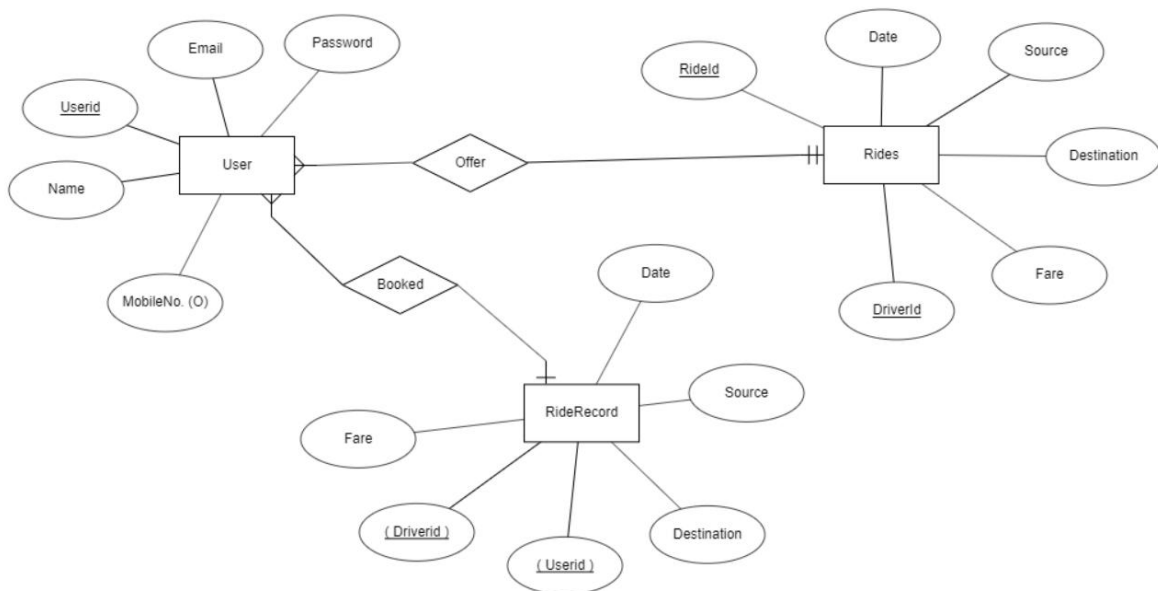 Email
Password
Userid
User
Name
MobileNo. (O)
Offer
Booked
Date
Source
RideId
Rides
Destination
Fare
DriverId
Date
RideRecord
Source
Fare
( Driverid )
( Userid )
Destination